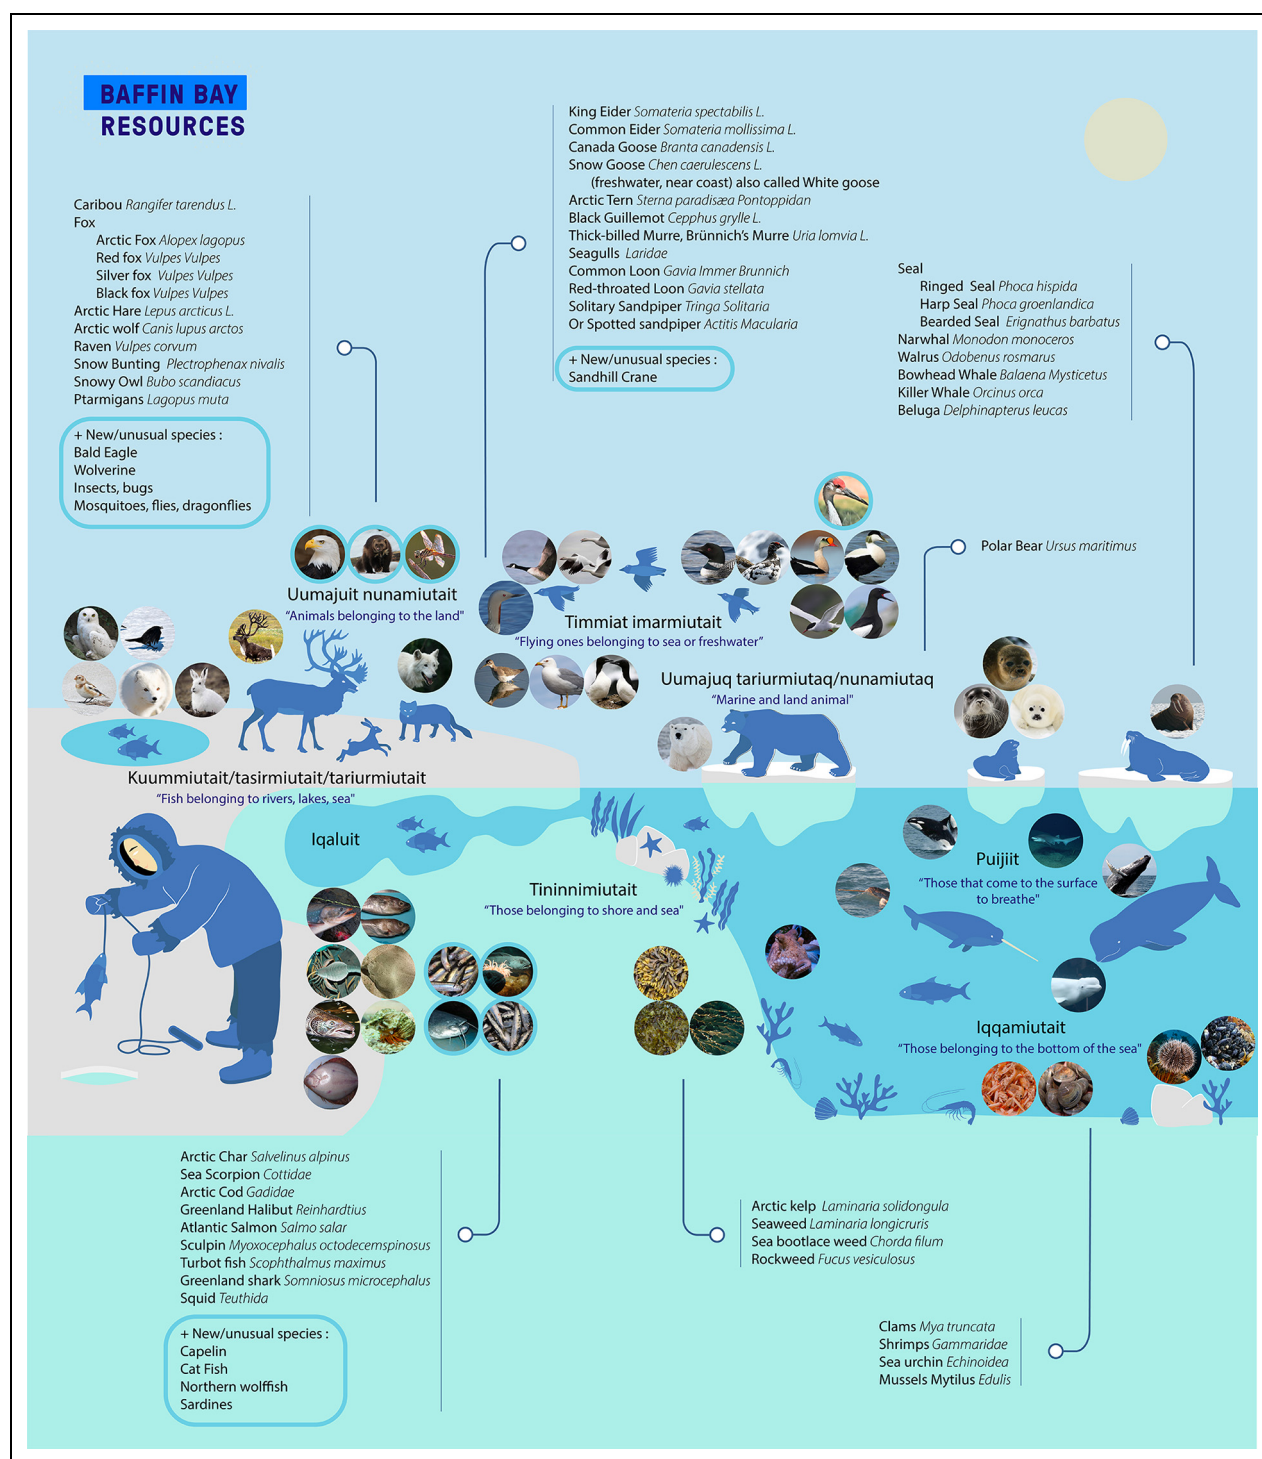 BAFFIN BAY
RESOURCES
Caribou Rangifer tarendus L.
Fox
Arctic Fox Alopex lagopus
Red fox Vulpes Vulpes
Silver fox Vulpes Vulpes
Black fox Vulpes Vulpes
Arctic Hare Lepus arcticus L.
Arctic wolf Canis lupus arctos
Raven Vulpes corvum
Snow Bunting Plectrophenax nivalis
Snowy Owl Bubo scandiacus
Ptarmigans Lagopus muta
+ New/unusual species :
Bald Eagle
Wolverine
Insects, bugs
Mosquitoes, flies, dragonflies
King Eider Somateria spectabilis L.
Common Eider Somateria mollissima L.
Canada Goose Branta canadensis L.
Snow Goose Chen caerulescens L.
(freshwater, near coast) also called White goose
Arctic Tern Sterna paradisæa Pontoppidan
Black Guillemot Cepphus grylle L.
Thick-billed Murre, Brünnich's Murre Uria lomvia L.
Seagulls Laridae
Common Loon Gavia Immer Brunnich
Red-throated Loon Gavia stellata
Solitary Sandpiper Tringa Solitaria
Or Spotted sandpiper Actitis Macularia
+ New/unusual species :
Sandhill Crane
Seal
Ringed Seal Phoca hispida
Harp Seal Phoca groenlandica
Bearded Seal Erignathus barbatus
Narwhal Monodon monoceros
Walrus Odobenus rosmarus
Bowhead Whale Balaena Mysticetus
Killer Whale Orcinus orca
Beluga Delphinapterus leucas
Polar Bear Ursus maritimus
Uumajuit nunamiutait
"Animals belonging to the land"
Timmiat imarmiutait
"Flying ones belonging to sea or freshwater"
Uumajuq tariurmiutaq/nunamiutaq
"Marine and land animal"
Kuummiutait/tasirmiutait/tariurmiutait
"Fish belonging to rivers, lakes, sea"
Iqaluit
Tininnimiutait
"Those belonging to shore and sea"
Puijiit
"Those that come to the surface
to breathe"
Iqqamiutait
"Those belonging to the bottom of the sea"
Arctic Char Salvelinus alpinus
Sea Scorpion Cottidae
Arctic Cod Gadidae
Greenland Halibut Reinhardtius
Atlantic Salmon Salmo salar
Sculpin Myoxocephalus octodecemspinosus
Turbot fish Scophthalmus maximus
Greenland shark Somniosus microcephalus
Squid Teuthida
+ New/unusual species :
Capelin
Cat Fish
Northern wolffish
Sardines
Arctic kelp Laminaria solidongula
Seaweed Laminaria longicruris
Sea bootlace weed Chorda filum
Rockweed Fucus vesiculosus
Clams Mya truncata
Shrimps Gammaridae
Sea urchin Echinoidea
Mussels Mytilus Edulis